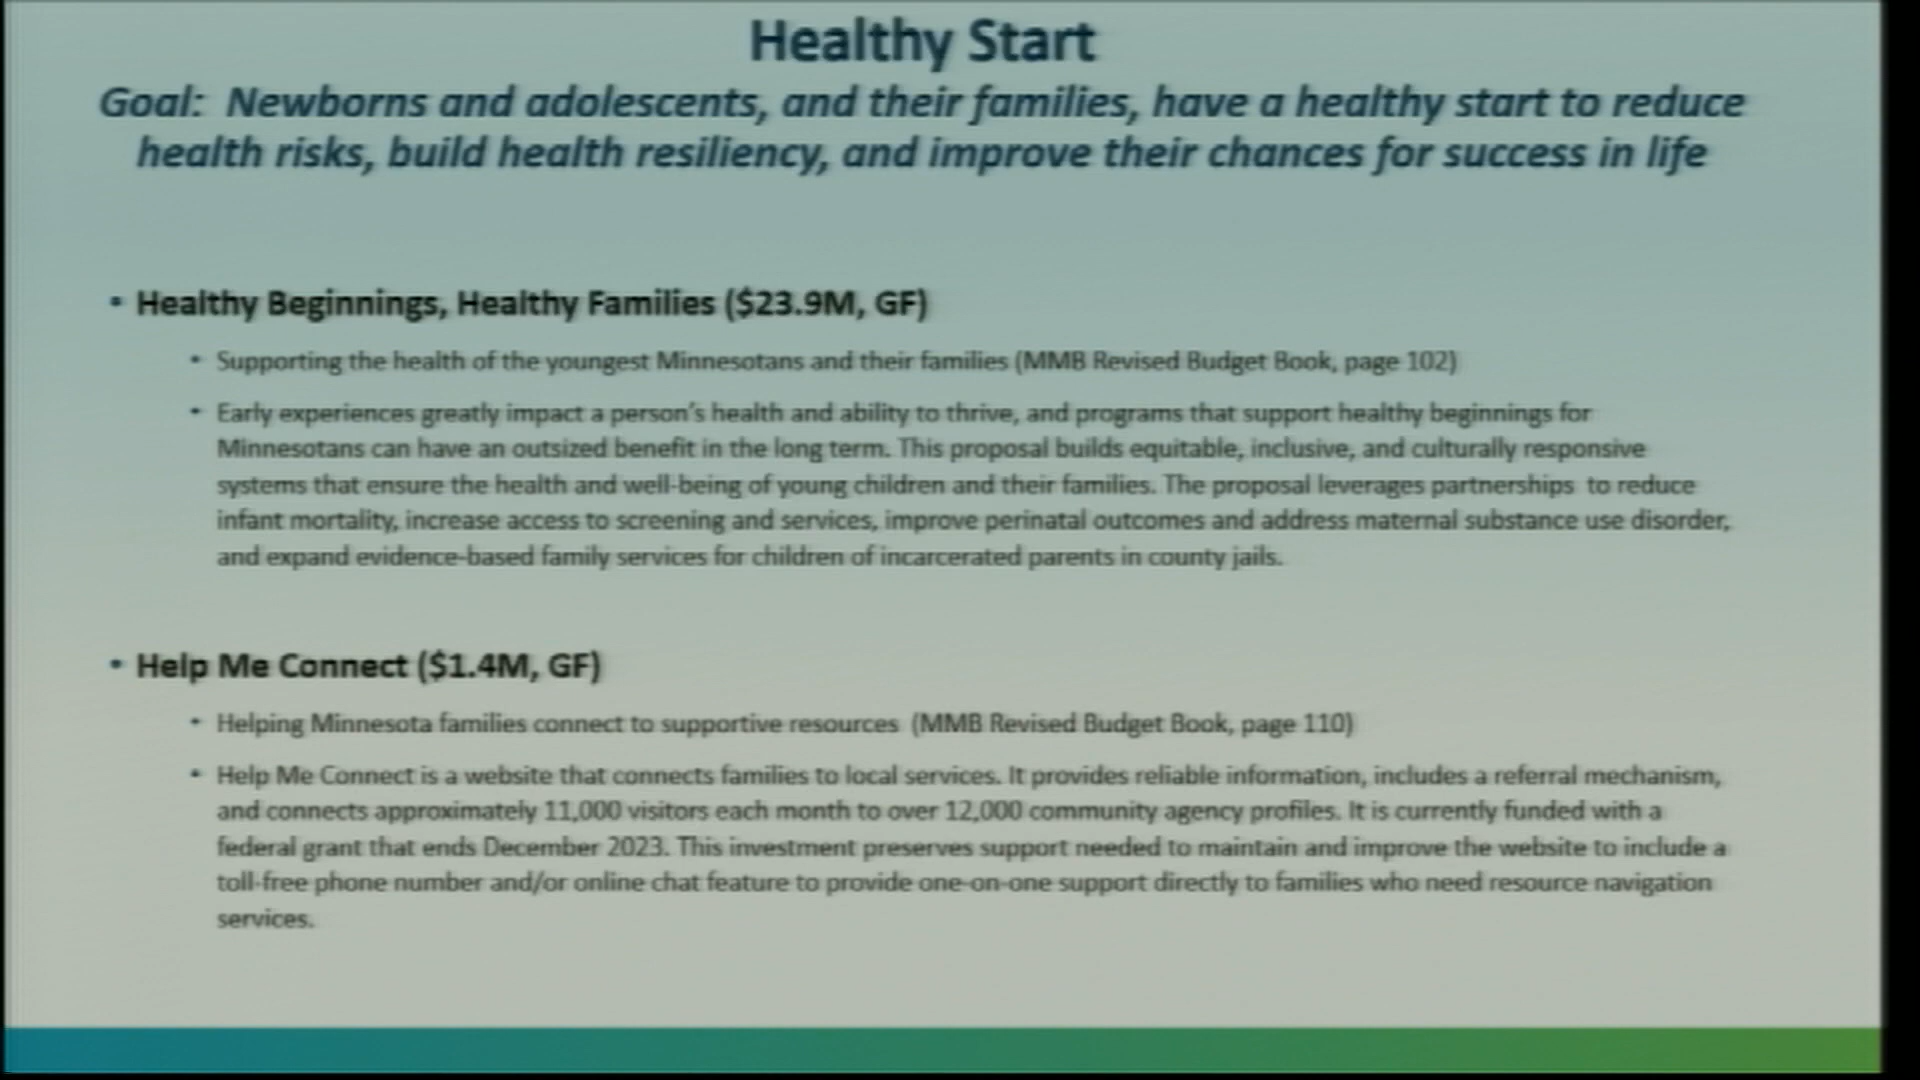 Healthy Start
Goal:  Newborns and adolescents, and their families, have a healthy start to reduce
health risks, build health resiliency, and improve their chances for success in life
• Healthy Beginnings, Healthy Families ($23.9M, GF)
• Supporting the health of the youngest Minnesotans and their families (MMB Revised Budget Book, page 102)
• Early experiences greatly impact a person’s health and ability to thrive, and programs that support healthy beginnings for
Minnesotans can have an outsized benefit in the long term. This proposal builds equitable, inclusive, and culturally responsive
systems that ensure the health and well-being of young children and their families. The proposal leverages partnerships  to reduce
infant mortality, increase access to screening and services, improve perinatal outcomes and address maternal substance use disorder,
and expand evidence-based family services for children of incarcerated parents in county jails.
• Help Me Connect ($1.4M, GF)
• Helping Minnesota families connect to supportive resources  (MMB Revised Budget Book, page 110)
• Help Me Connect is a website that connects families to local services. It provides reliable information, includes a referral mechanism,
and connects approximately 11,000 visitors each month to over 12,000 community agency profiles. It is currently funded with a
federal grant that ends December 2023. This investment preserves support needed to maintain and improve the website to include a
toll-free phone number and/or online chat feature to provide one-on-one support directly to families who need resource navigation
services.